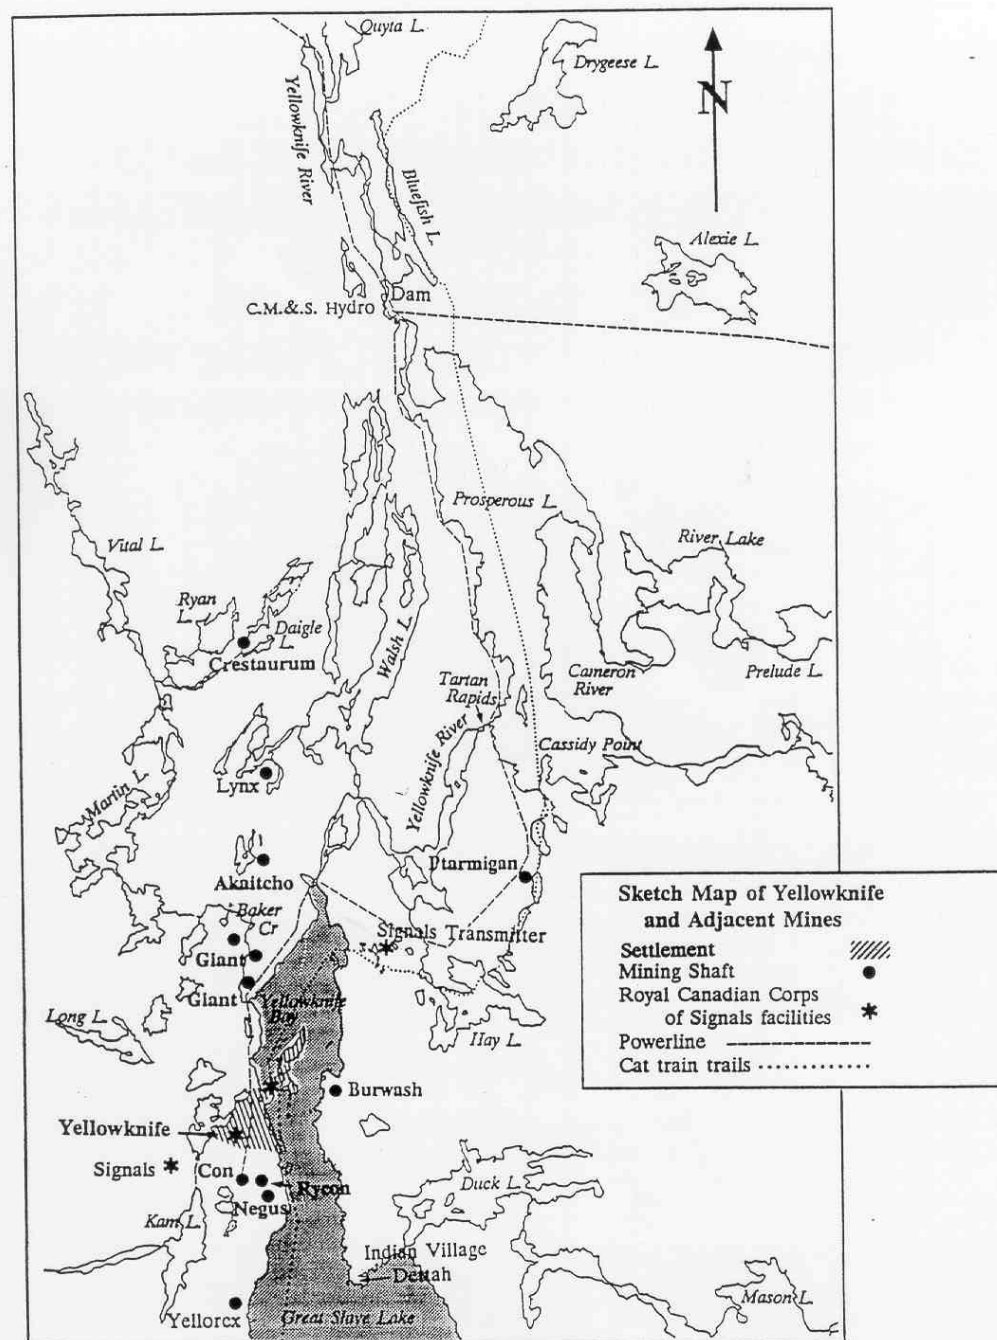 Quyta L.
Drygeese L.
N
Yellowknife River
Bluefish L.
Alexie L.
Dam
C.M.&.S. Hydro
Prosperous L.
Vital L.
River Lake
Ryan
L.
Daigle
L.
Crestaurum
Walsh L.
Tartan
Rapids
Cameron
River
Prelude L.
Yellowknife River
Cassidy Point
Lynx
Martin L.
Ptarmigan
Akaitcho
Baker
Cr
Signals Transmitter
Giant
Giant
Yellowknife
Bay
Long L.
Hay L.
Burwash
Yellowknife
Signals
Con
Rycon
Negus
Duck L.
Kam L.
Indian Village
Dettah
Mason L.
Yellorex
Great Slave Lake
Sketch Map of Yellowknife
and Adjacent Mines
Settlement
Mining Shaft
Royal Canadian Corps
of Signals facilities
Powerline
Cat train trails